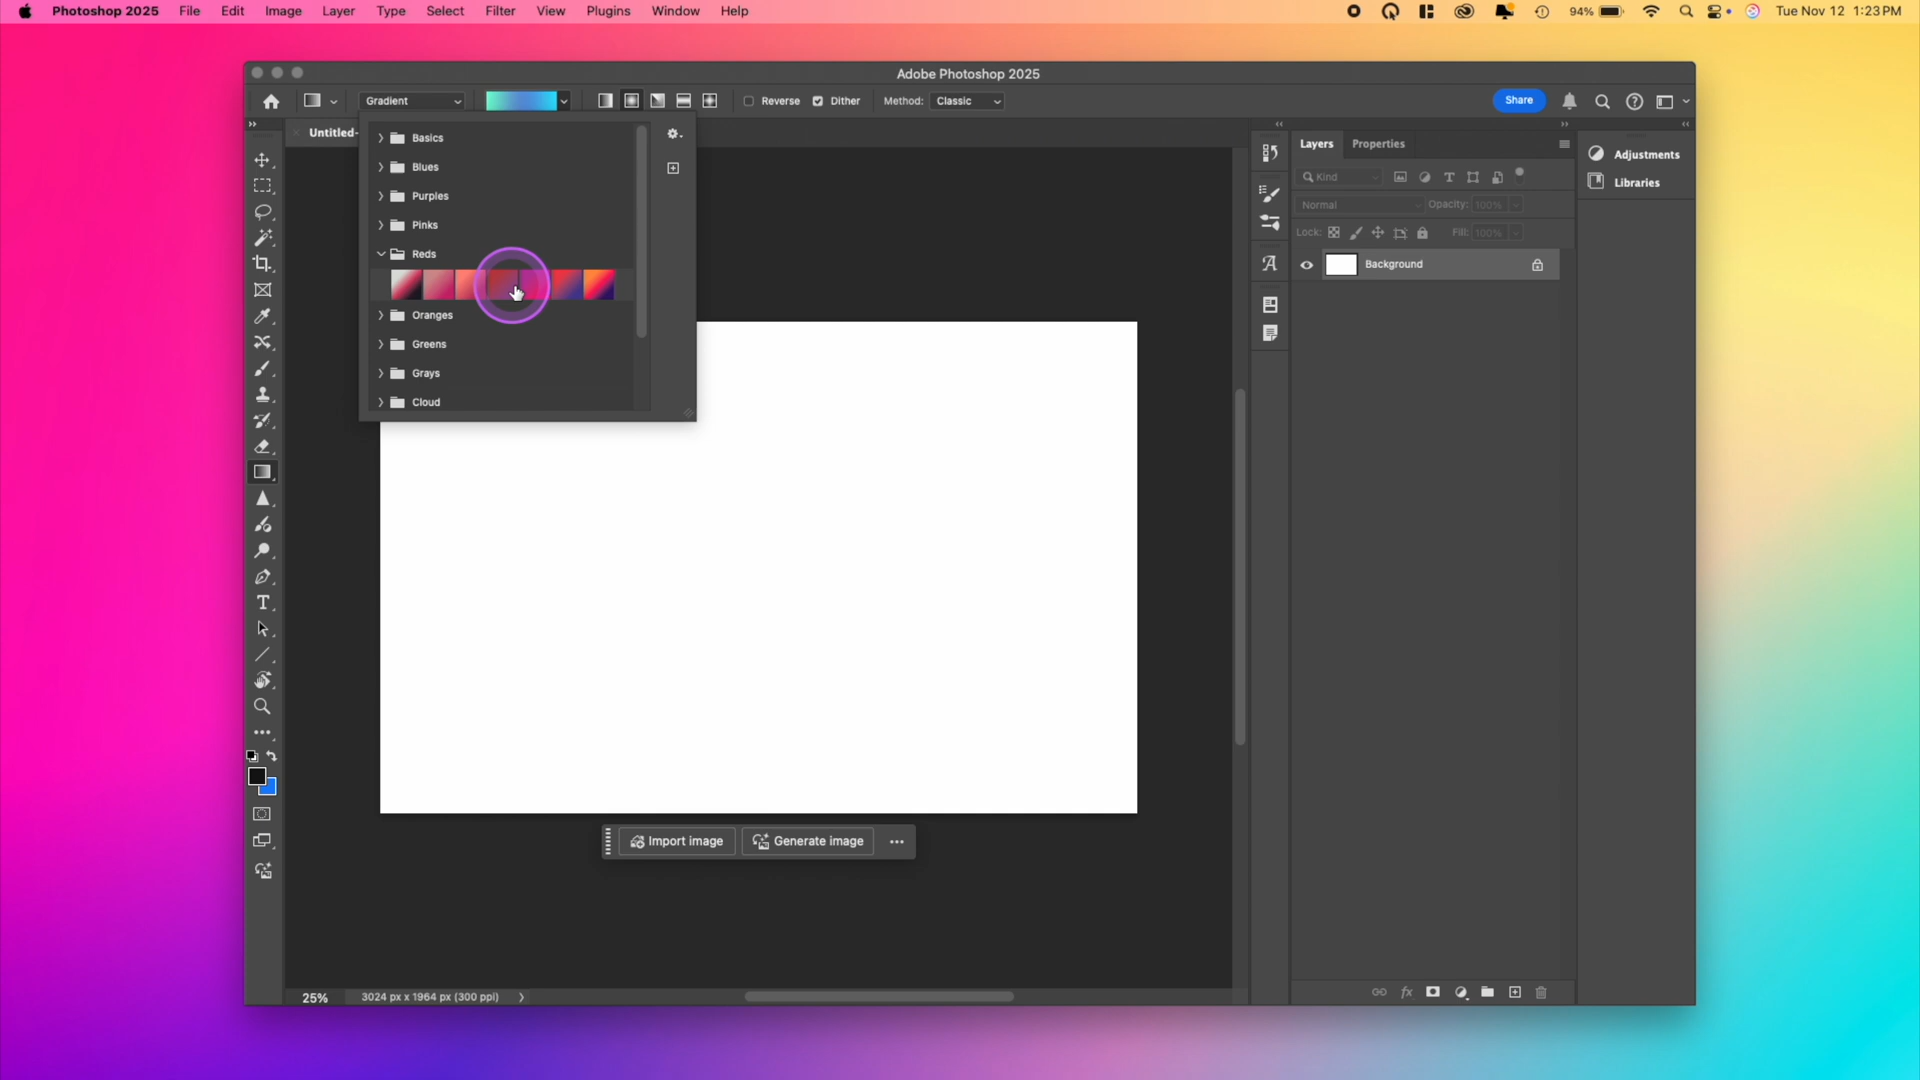 Photoshop 2025 File Edit Image Layer Type Select Filter View Plugins Window Help 94% Tue Nov 12 1:23 PM
Adobe Photoshop 2025
Gradient Reverse Dither Method: Classic Share
Untitled-
Basics
Blues
Purples
Pinks
Reds
Oranges
Greens
Grays
Cloud
Import image Generate image
25% 3024 px x 1964 px (300 ppi)
Layers Properties
Kind
Normal Opacity: 100%
Lock: Fill: 100%
Background
Adjustments
Libraries